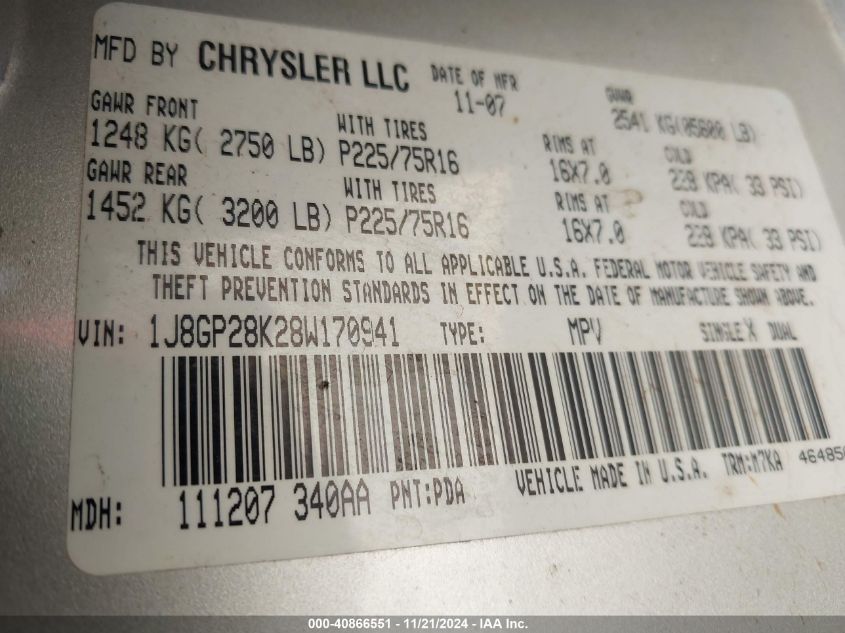 MFD BY CHRYSLER LLC DATE OF MFR GVWR
11-07 2541 KG(05600 LB)
GAWR FRONT WITH TIRES RIMS AT COLD
1248 KG( 2750 LB) P225/75R16 16X7.0 229 KPA( 33 PSI)
GAWR REAR WITH TIRES RIMS AT COLD
1452 KG( 3200 LB) P225/75R16 16X7.0 229 KPA( 33 PSI)
THIS VEHICLE CONFORMS TO ALL APPLICABLE U.S.A. FEDERAL MOTOR VEHICLE SAFETY AND
THEFT PREVENTION STANDARDS IN EFFECT ON THE DATE OF MANUFACTURE SHOWN ABOVE.
VIN: 1J8GP28K28W170941 TYPE: MPV SINGLE X DUAL
MDH: 111207 340AA PNT:PDA VEHICLE MADE IN U.S.A. TRM:M7KA
000-40866551 - 11/21/2024 - IAA Inc.